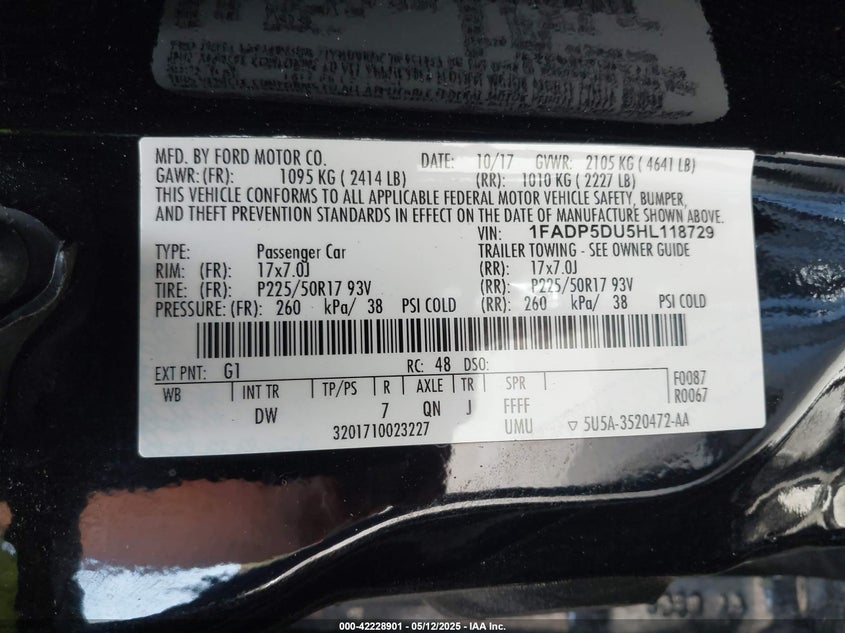 MFD. BY FORD MOTOR CO. DATE: 10/17 GVWR: 2105 KG ( 4641 LB)
GAWR:(FR): 1095 KG ( 2414 LB) (RR): 1010 KG ( 2227 LB)
THIS VEHICLE CONFORMS TO ALL APPLICABLE FEDERAL MOTOR VEHICLE SAFETY, BUMPER,
AND THEFT PREVENTION STANDARDS IN EFFECT ON THE DATE OF MANUFACTURE SHOWN ABOVE.
VIN: 1FADP5DU5HL118729
TYPE: Passenger Car TRAILER TOWING - SEE OWNER GUIDE
RIM: (FR): 17x7.0J (RR): 17x7.0J
TIRE: (FR): P225/50R17 93V (RR): P225/50R17 93V
PRESSURE: (FR): 260 kPa/ 38 PSI COLD (RR): 260 kPa/ 38 PSI COLD
EXT PNT: G1 RC: 48 DSO:
WB INT TR TP/PS R AXLE TR SPR F0087
R0067
DW 7 QN J FFFF
3201710023227 UMU ▽ 5U5A-3520472-AA
000-42228901 - 05/12/2025 - IAA Inc.